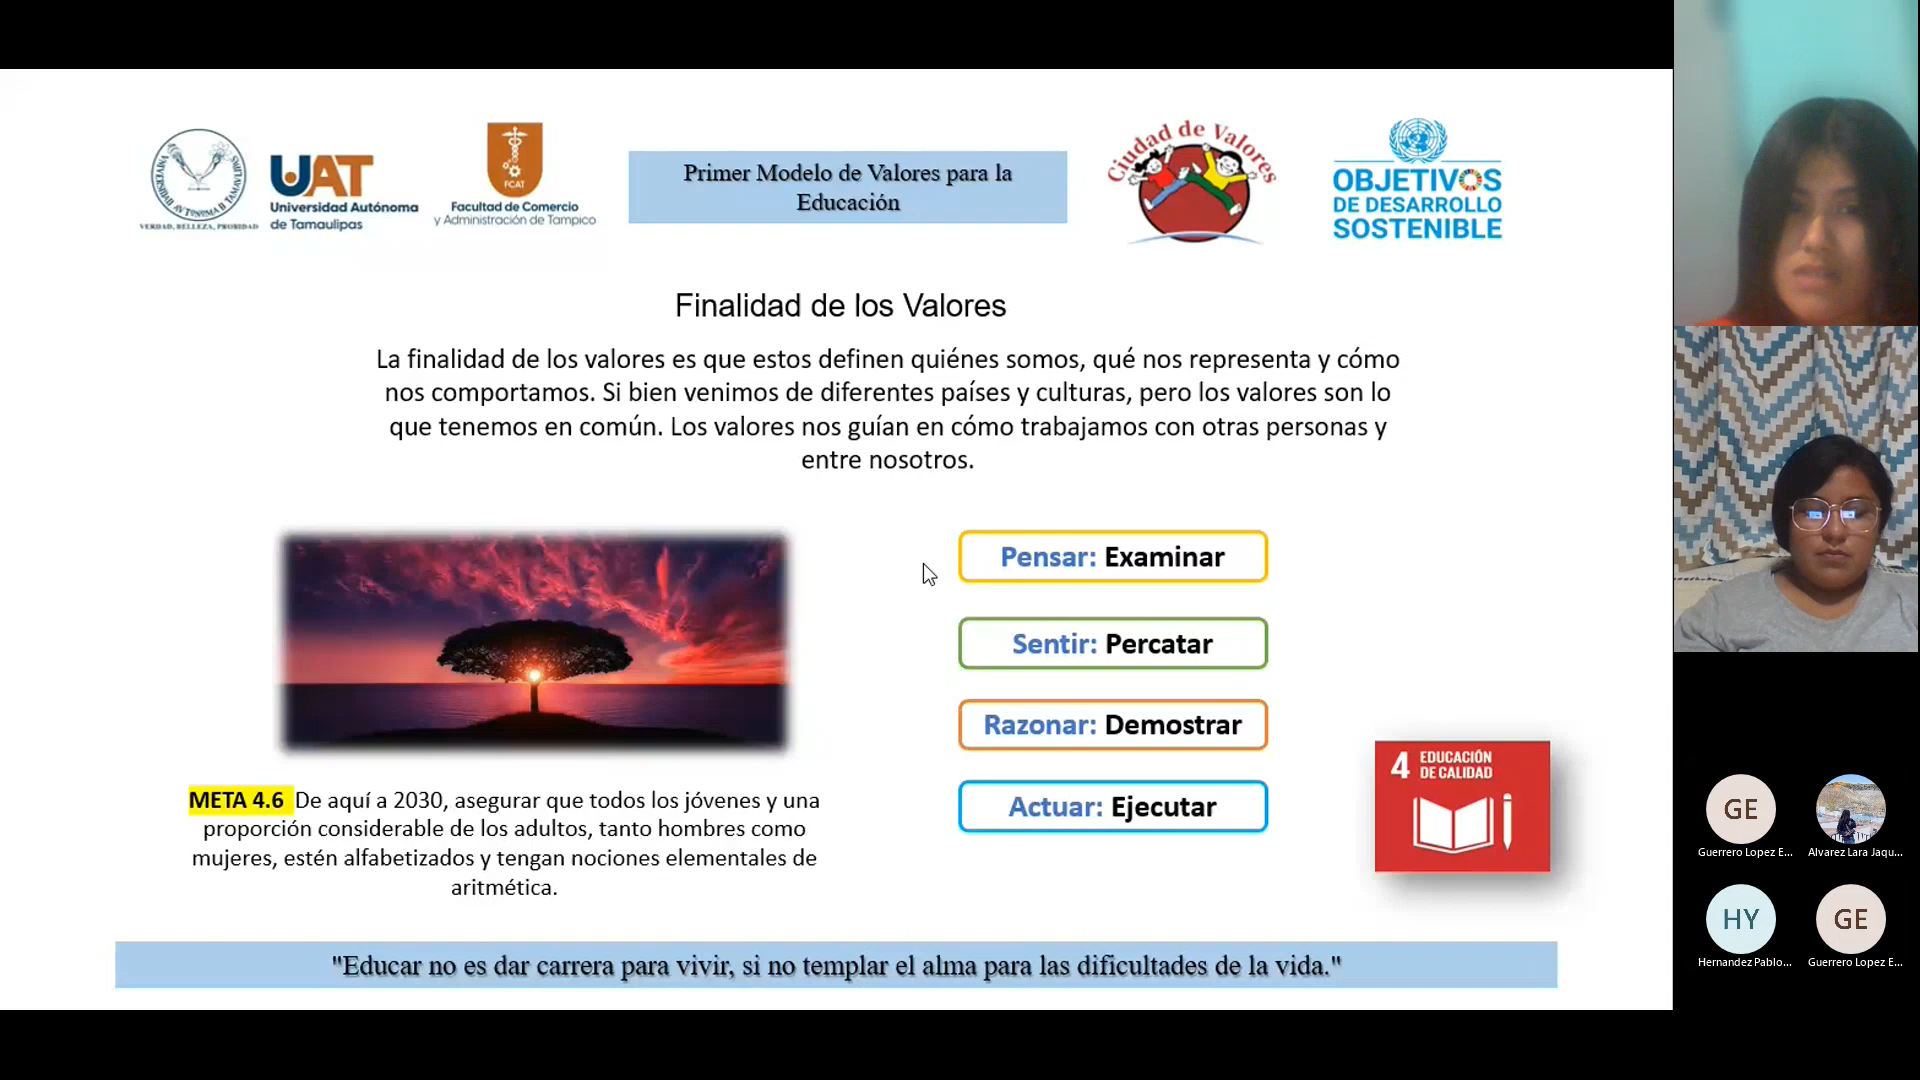 UNIVERSIDAD AUTÓNOMA DE TAMAULIPAS
VERDAD, BELLEZA, PROBIDAD
UAT
Universidad Autónoma
de Tamaulipas
FCAT
Facultad de Comercio
y Administración de Tampico
Primer Modelo de Valores para la
Educación
Ciudad de Valores
OBJETIVOS
DE DESARROLLO
SOSTENIBLE
Finalidad de los Valores
La finalidad de los valores es que estos definen quiénes somos, qué nos representa y cómo
nos comportamos. Si bien venimos de diferentes países y culturas, pero los valores son lo
que tenemos en común. Los valores nos guían en cómo trabajamos con otras personas y
entre nosotros.
Pensar: Examinar
Sentir: Percatar
Razonar: Demostrar
Actuar: Ejecutar
META 4.6 De aquí a 2030, asegurar que todos los jóvenes y una
proporción considerable de los adultos, tanto hombres como
mujeres, estén alfabetizados y tengan nociones elementales de
aritmética.
4 EDUCACIÓN
DE CALIDAD
"Educar no es dar carrera para vivir, si no templar el alma para las dificultades de la vida."
GE
Guerrero Lopez E...
Alvarez Lara Jaqu...
HY
Hernandez Pablo...
GE
Guerrero Lopez E...